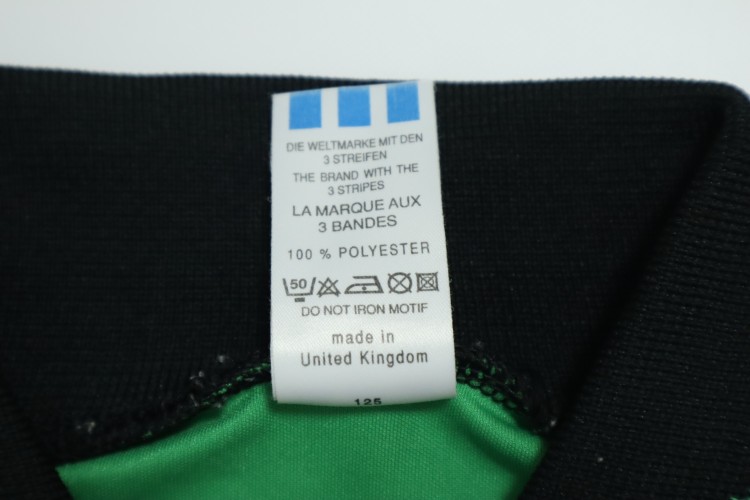 DIE WELTMARKE MIT DEN
3 STREIFEN
THE BRAND WITH THE
3 STRIPES
LA MARQUE AUX
3 BANDES
100 % POLYESTER
50
DO NOT IRON MOTIF
made in
United Kingdom
125